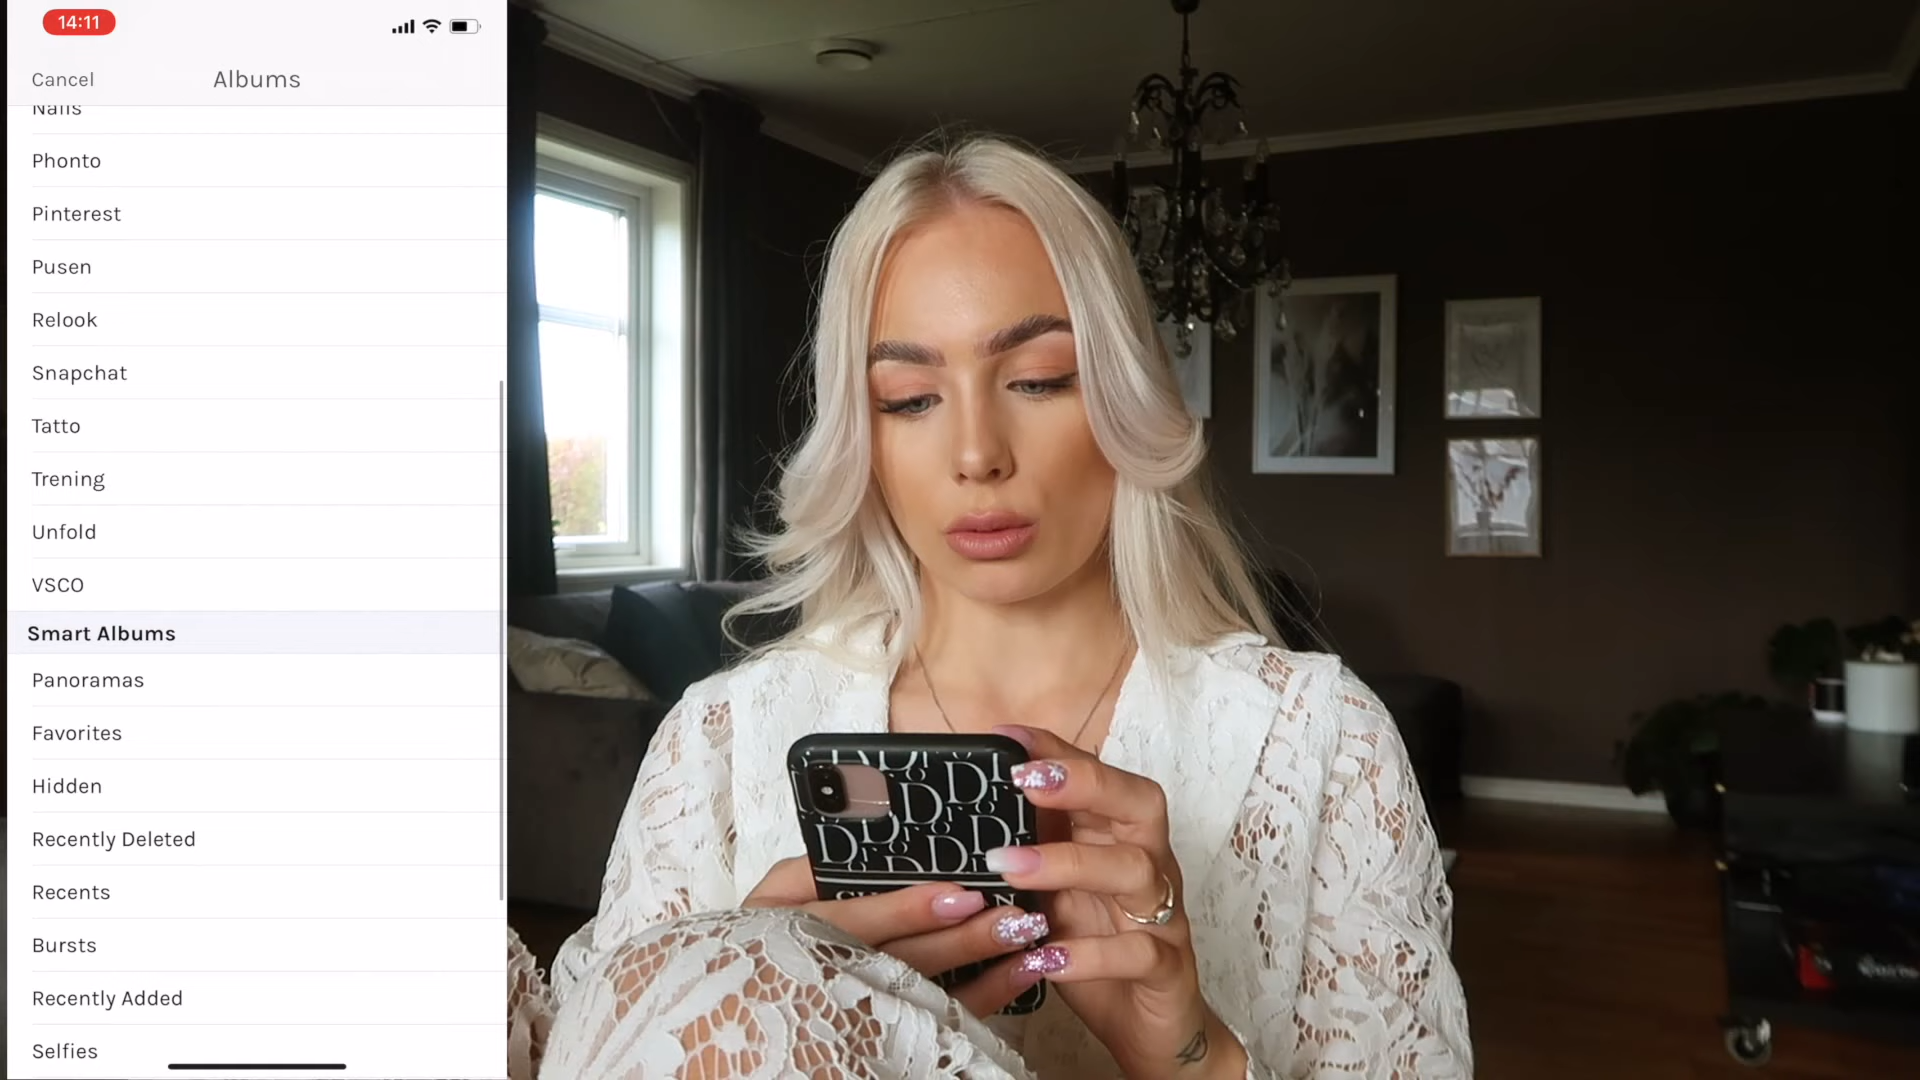 14:11
Cancel
Albums
Nails
Phonto
Pinterest
Pusen
Relook
Snapchat
Tatto
Trening
Unfold
VSCO
Smart Albums
Panoramas
Favorites
Hidden
Recently Deleted
Recents
Bursts
Recently Added
Selfies